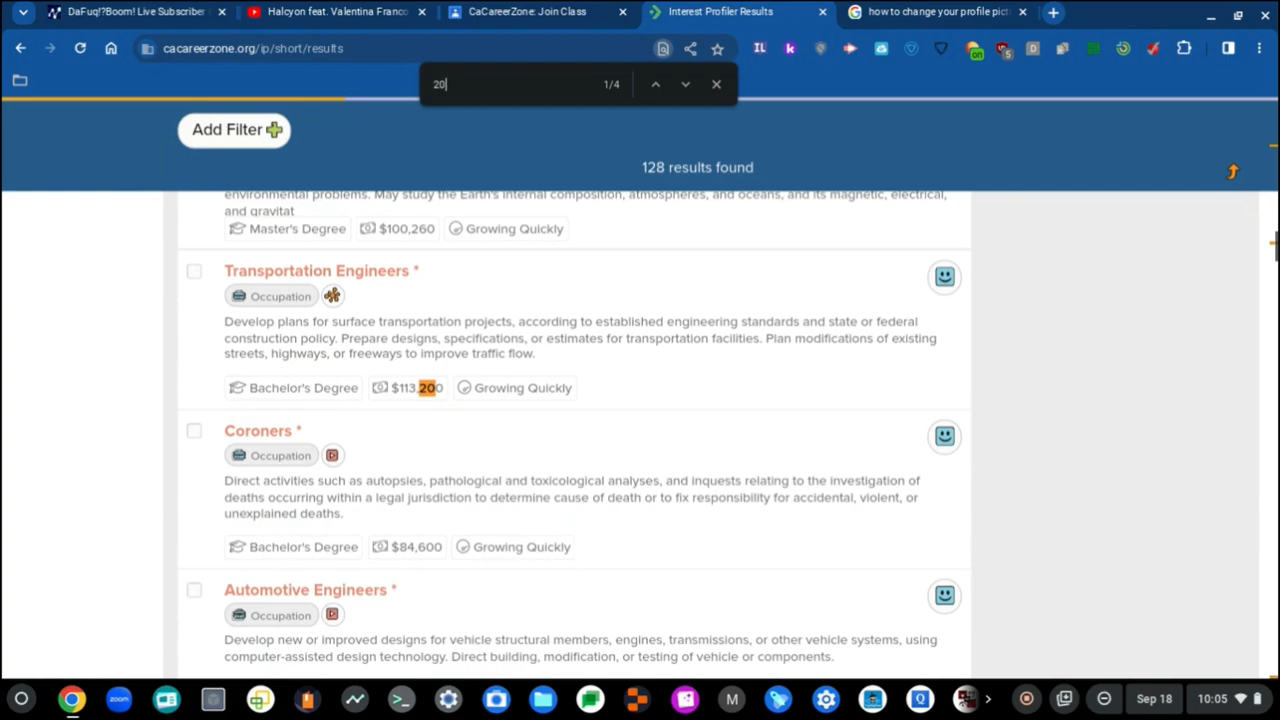 DaFuq!?Boom! Live Subscriber
Halcyon feat. Valentina Franco
CaCareerZone: Join Class
Interest Profiler Results
how to change your profile pict
cacareerzone.org/ip/short/results
IL
k
D
on
5
20
1/4
Add Filter
128 results found
environmental problems. May study the Earth's internal composition, atmospheres, and oceans, and its magnetic, electrical,
and gravitat
Master's Degree $100,260 Growing Quickly
Transportation Engineers *
Occupation
Develop plans for surface transportation projects, according to established engineering standards and state or federal
construction policy. Prepare designs, specifications, or estimates for transportation facilities. Plan modifications of existing
streets, highways, or freeways to improve traffic flow.
Bachelor's Degree $113,200 Growing Quickly
Coroners *
Occupation
Direct activities such as autopsies, pathological and toxicological analyses, and inquests relating to the investigation of
deaths occurring within a legal jurisdiction to determine cause of death or to fix responsibility for accidental, violent, or
unexplained deaths.
Bachelor's Degree $84,600 Growing Quickly
Automotive Engineers *
Occupation
Develop new or improved designs for vehicle structural members, engines, transmissions, or other vehicle systems, using
computer-assisted design technology. Direct building, modification, or testing of vehicle or components.
zoom
M
Q
Sep 18
10:05